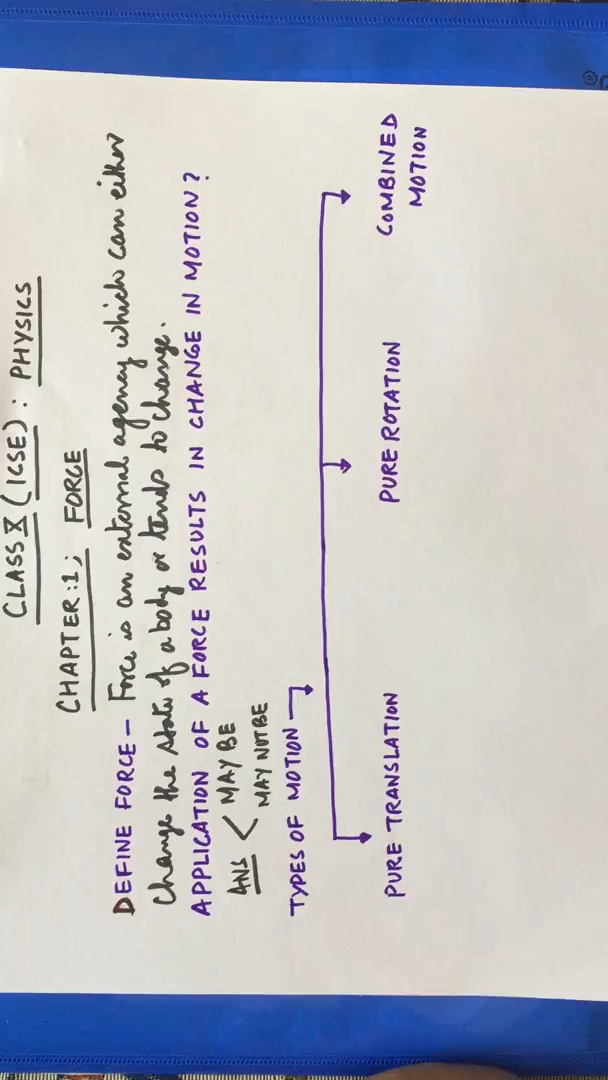 CLASS X (ICSE) : PHYSICS
CHAPTER:1; FORCE
DEFINE FORCE - Force is an external agency which can either
change the state of a body or tends to change.
APPLICATION OF A FORCE RESULTS IN CHANGE IN MOTION?
ANS < MAY BE
MAY NOT BE
TYPES OF MOTION
PURE TRANSLATION PURE ROTATION COMBINED
MOTION